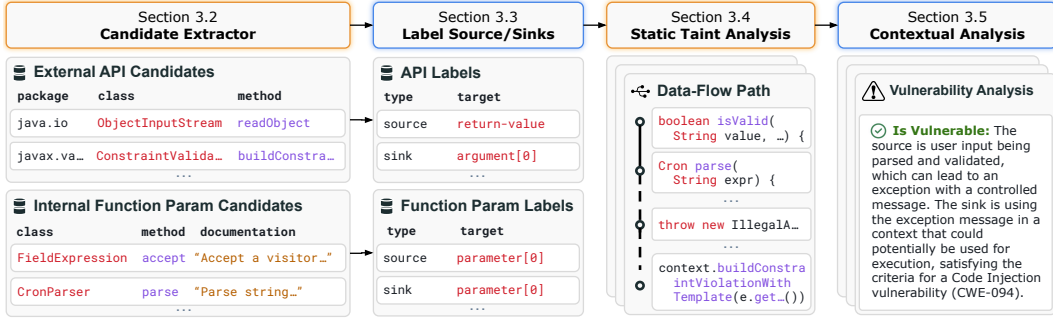 Section 3.2
Candidate Extractor
External API Candidates
package class method
java.io ObjectInputStream readObject
javax.va… ConstraintValida… buildConstra…
...
Internal Function Param Candidates
class method documentation
FieldExpression accept “Accept a visitor…”
CronParser parse “Parse string…”
...
Section 3.3
Label Source/Sinks
API Labels
type target
source return-value
sink argument[0]
...
Function Param Labels
type target
source parameter[0]
sink parameter[0]
...
Section 3.4
Static Taint Analysis
Data-Flow Path
boolean isValid(
String value, …) {
Cron parse(
String expr) {
...
throw new IllegalA…
...
context.buildConstra
intViolationWith
Template(e.get…())
Section 3.5
Contextual Analysis
Vulnerability Analysis
Is Vulnerable: The
source is user input being
parsed and validated,
which can lead to an
exception with a controlled
message. The sink is using
the exception message in a
context that could
potentially be used for
execution, satisfying the
criteria for a Code Injection
vulnerability (CWE-094).